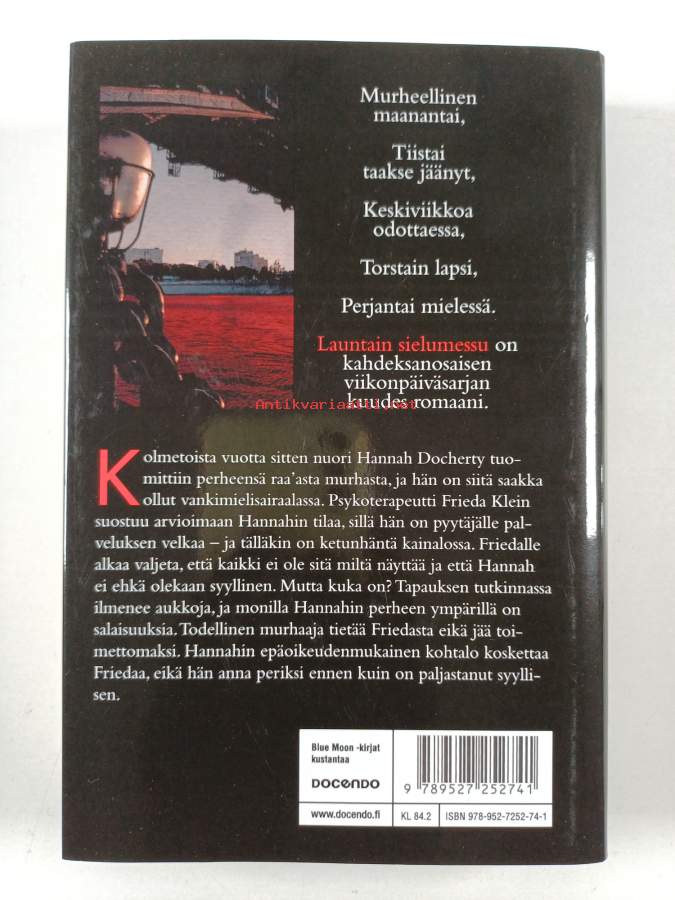 Murheellinen
maanantai,
Tiistai
taakse jäänyt,
Keskiviikkoa
odottaessa,
Torstain lapsi,
Perjantai mielessä.
Launtain sielumessu on
kahdeksanosaisen
viikonpäiväsarjan
kuudes romaani.
Antikvariaatti.net
Kolmetoista vuotta sitten nuori Hannah Docherty tuo-
mittiin perheensä raa'asta murhasta, ja hän on siitä saakka
ollut vankimielisairaalassa. Psykoterapeutti Frieda Klein
suostuu arvioimaan Hannahin tilaa, sillä hän on pyytäjälle pal-
veluksen velkaa – ja tälläkin on ketunhäntä kainalossa. Friedalle
alkaa valjeta, että kaikki ei ole sitä miltä näyttää ja että Hannah
ei ehkä olekaan syyllinen. Mutta kuka on? Tapauksen tutkinnassa
ilmenee aukkoja, ja monilla Hannahin perheen ympärillä on
salaisuuksia. Todellinen murhaaja tietää Friedasta eikä jää toi-
mettomaksi. Hannahin epäoikeudenmukainen kohtalo koskettaa
Friedaa, eikä hän anna periksi ennen kuin on paljastanut syylli-
sen.
Blue Moon -kirjat
kustantaa
DOCENDO
9 789527 252741
www.docendo.fi
KL 84.2
ISBN 978-952-7252-74-1